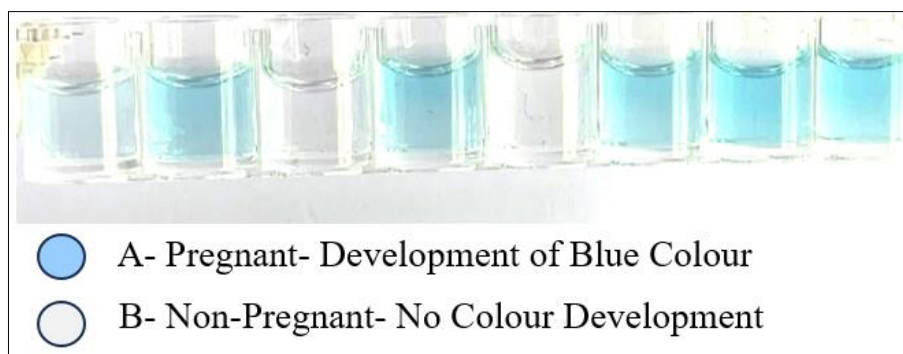 A- Pregnant- Development of Blue Colour
B- Non-Pregnant- No Colour Development